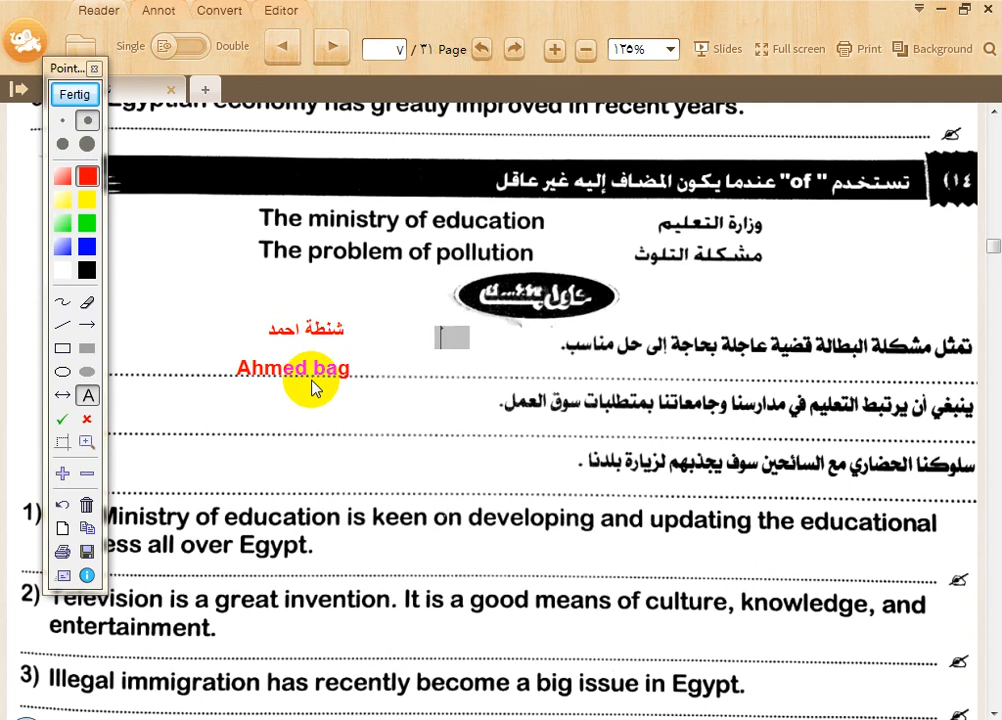 Reader Annot Convert Editor
Single Double ٧ / ٣١ Page ١٢٥% Slides Full screen Print Background
Point...
Fertig
Egyptian economy has greatly improved in recent years.
١٤) تستخدم "of" عندما يكون المضاف إليه غير عاقل
The ministry of education وزارة التعليم
The problem of pollution مشكلة التلوث
شنطة احمد
تمثل مشكلة البطالة قضية عاجلة بحاجة إلى حل مناسب.
Ahmed bag
ينبغي أن يرتبط التعليم في مدارسنا وجامعاتنا بمتطلبات سوق العمل.
سلوكنا الحضاري مع السائحين سوف يجذبهم لزيارة بلدنا .
1) Ministry of education is keen on developing and updating the educational
ess all over Egypt.
2) Television is a great invention. It is a good means of culture, knowledge, and
entertainment.
3) Illegal immigration has recently become a big issue in Egypt.